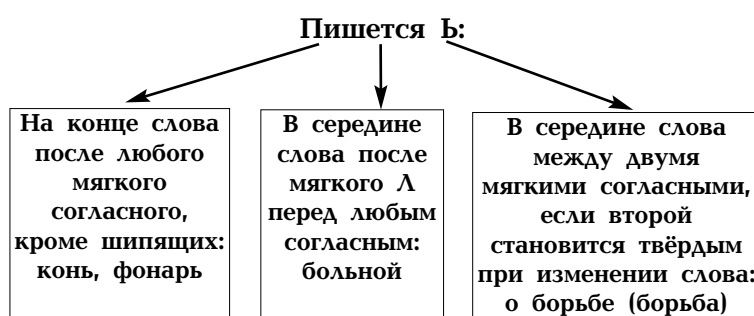 Пишется Ь:
На конце слова
после любого
мягкого
согласного,
кроме шипящих:
конь, фонарь
В середине
слова после
мягкого Л
перед любым
согласным:
больной
В середине слова
между двумя
мягкими согласными,
если второй
становится твёрдым
при изменении слова:
о борьбе (борьба)